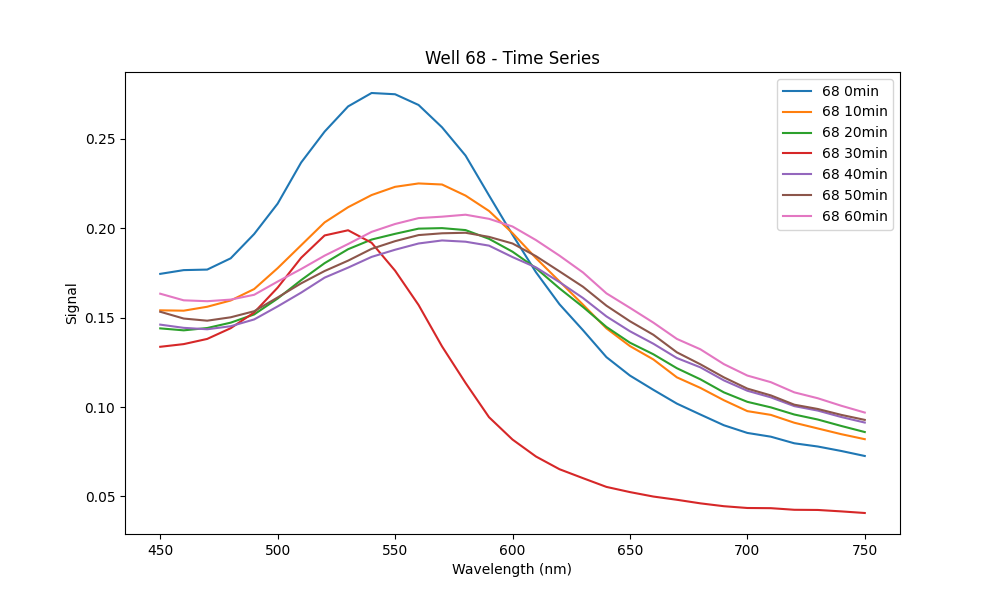 Well 68 - Time Series
68 0min
68 10min
68 20min
68 30min
68 40min
68 50min
68 60min
Signal
0.25
0.20
0.15
0.10
0.05
450 500 550 600 650 700 750
Wavelength (nm)